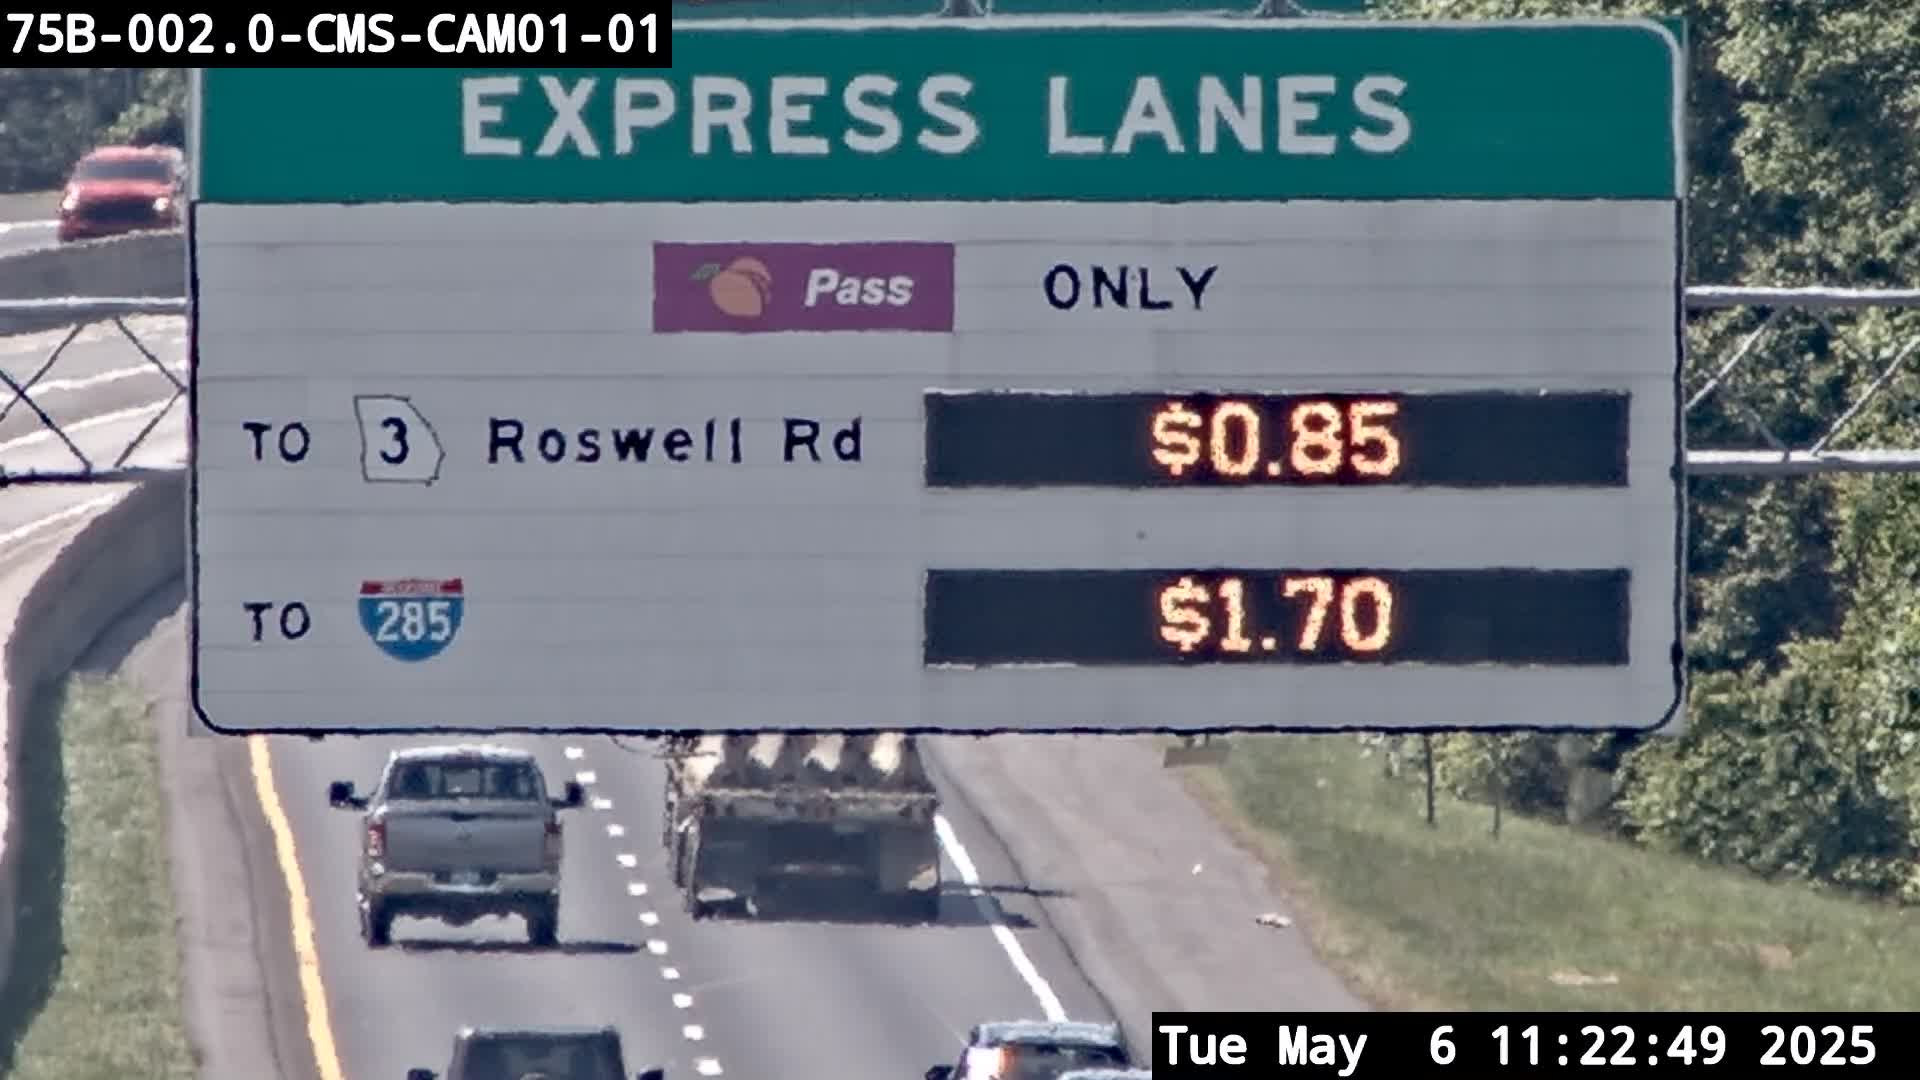 75B-002.0-CMS-CAM01-01
EXPRESS LANES
Pass ONLY
TO 3 Roswell Rd $0.85
TO 285 $1.70
Tue May 6 11:22:49 2025